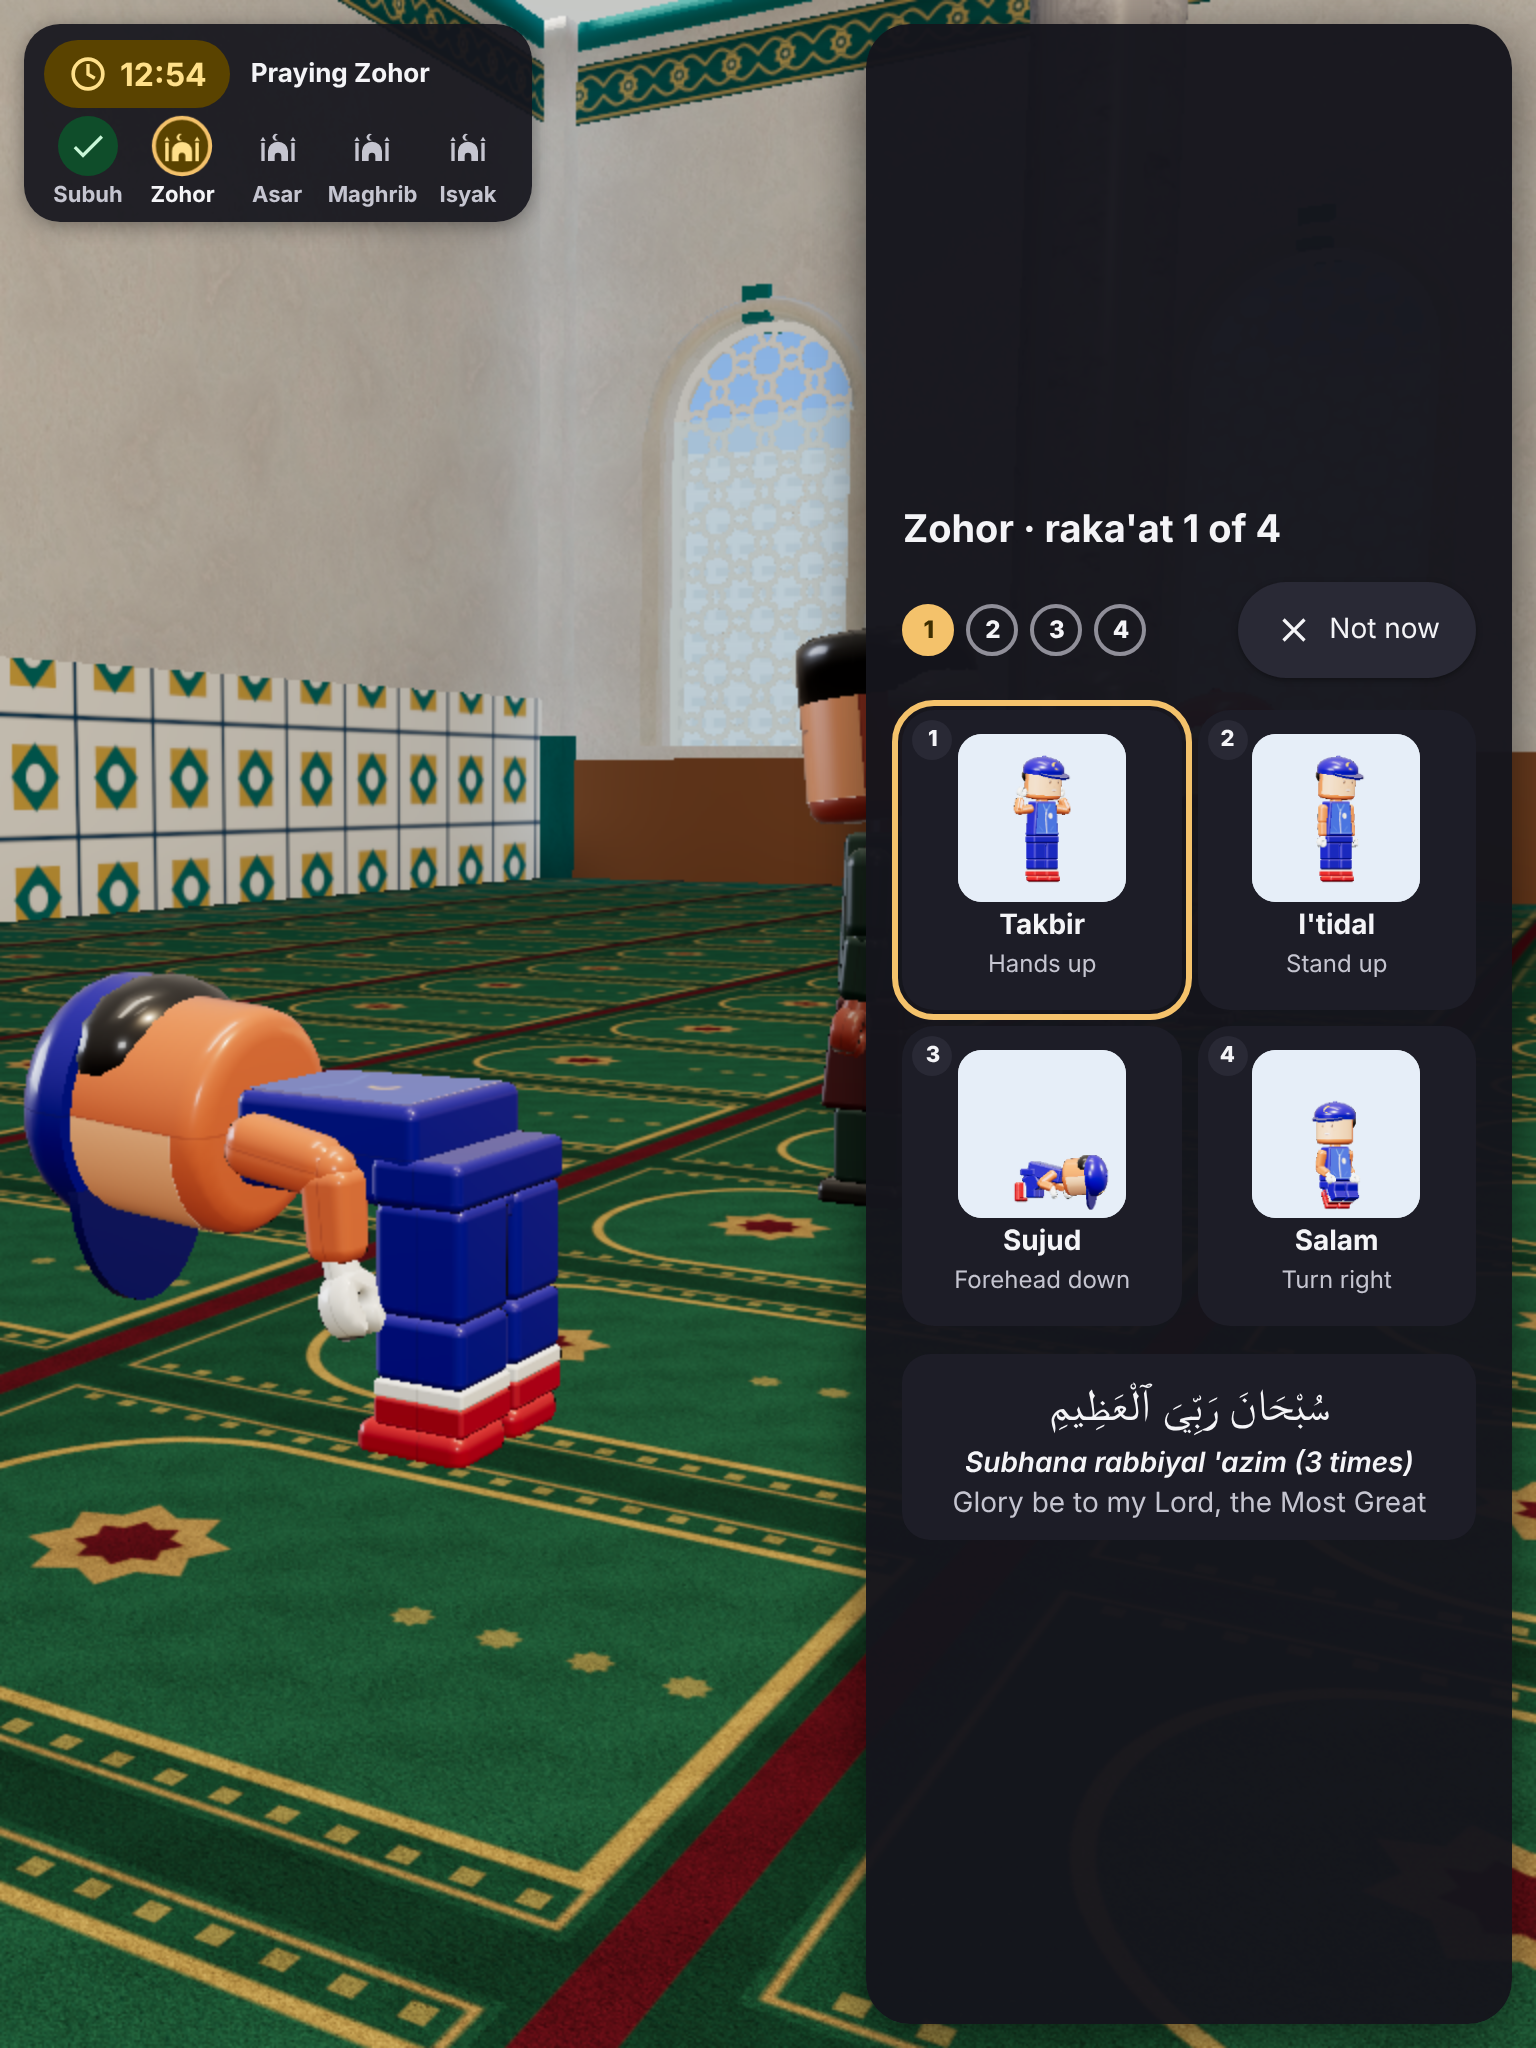 12:54
Praying Zohor
Subuh
Zohor
Asar
Maghrib
Isyak
Zohor · raka'at 1 of 4
1
2
3
4
Not now
1
Takbir
Hands up
2
I'tidal
Stand up
3
Sujud
Forehead down
4
Salam
Turn right
سُبْحَانَ رَبِّيَ ٱلْعَظِيمِ
Subhana rabbiyal 'azim (3 times)
Glory be to my Lord, the Most Great